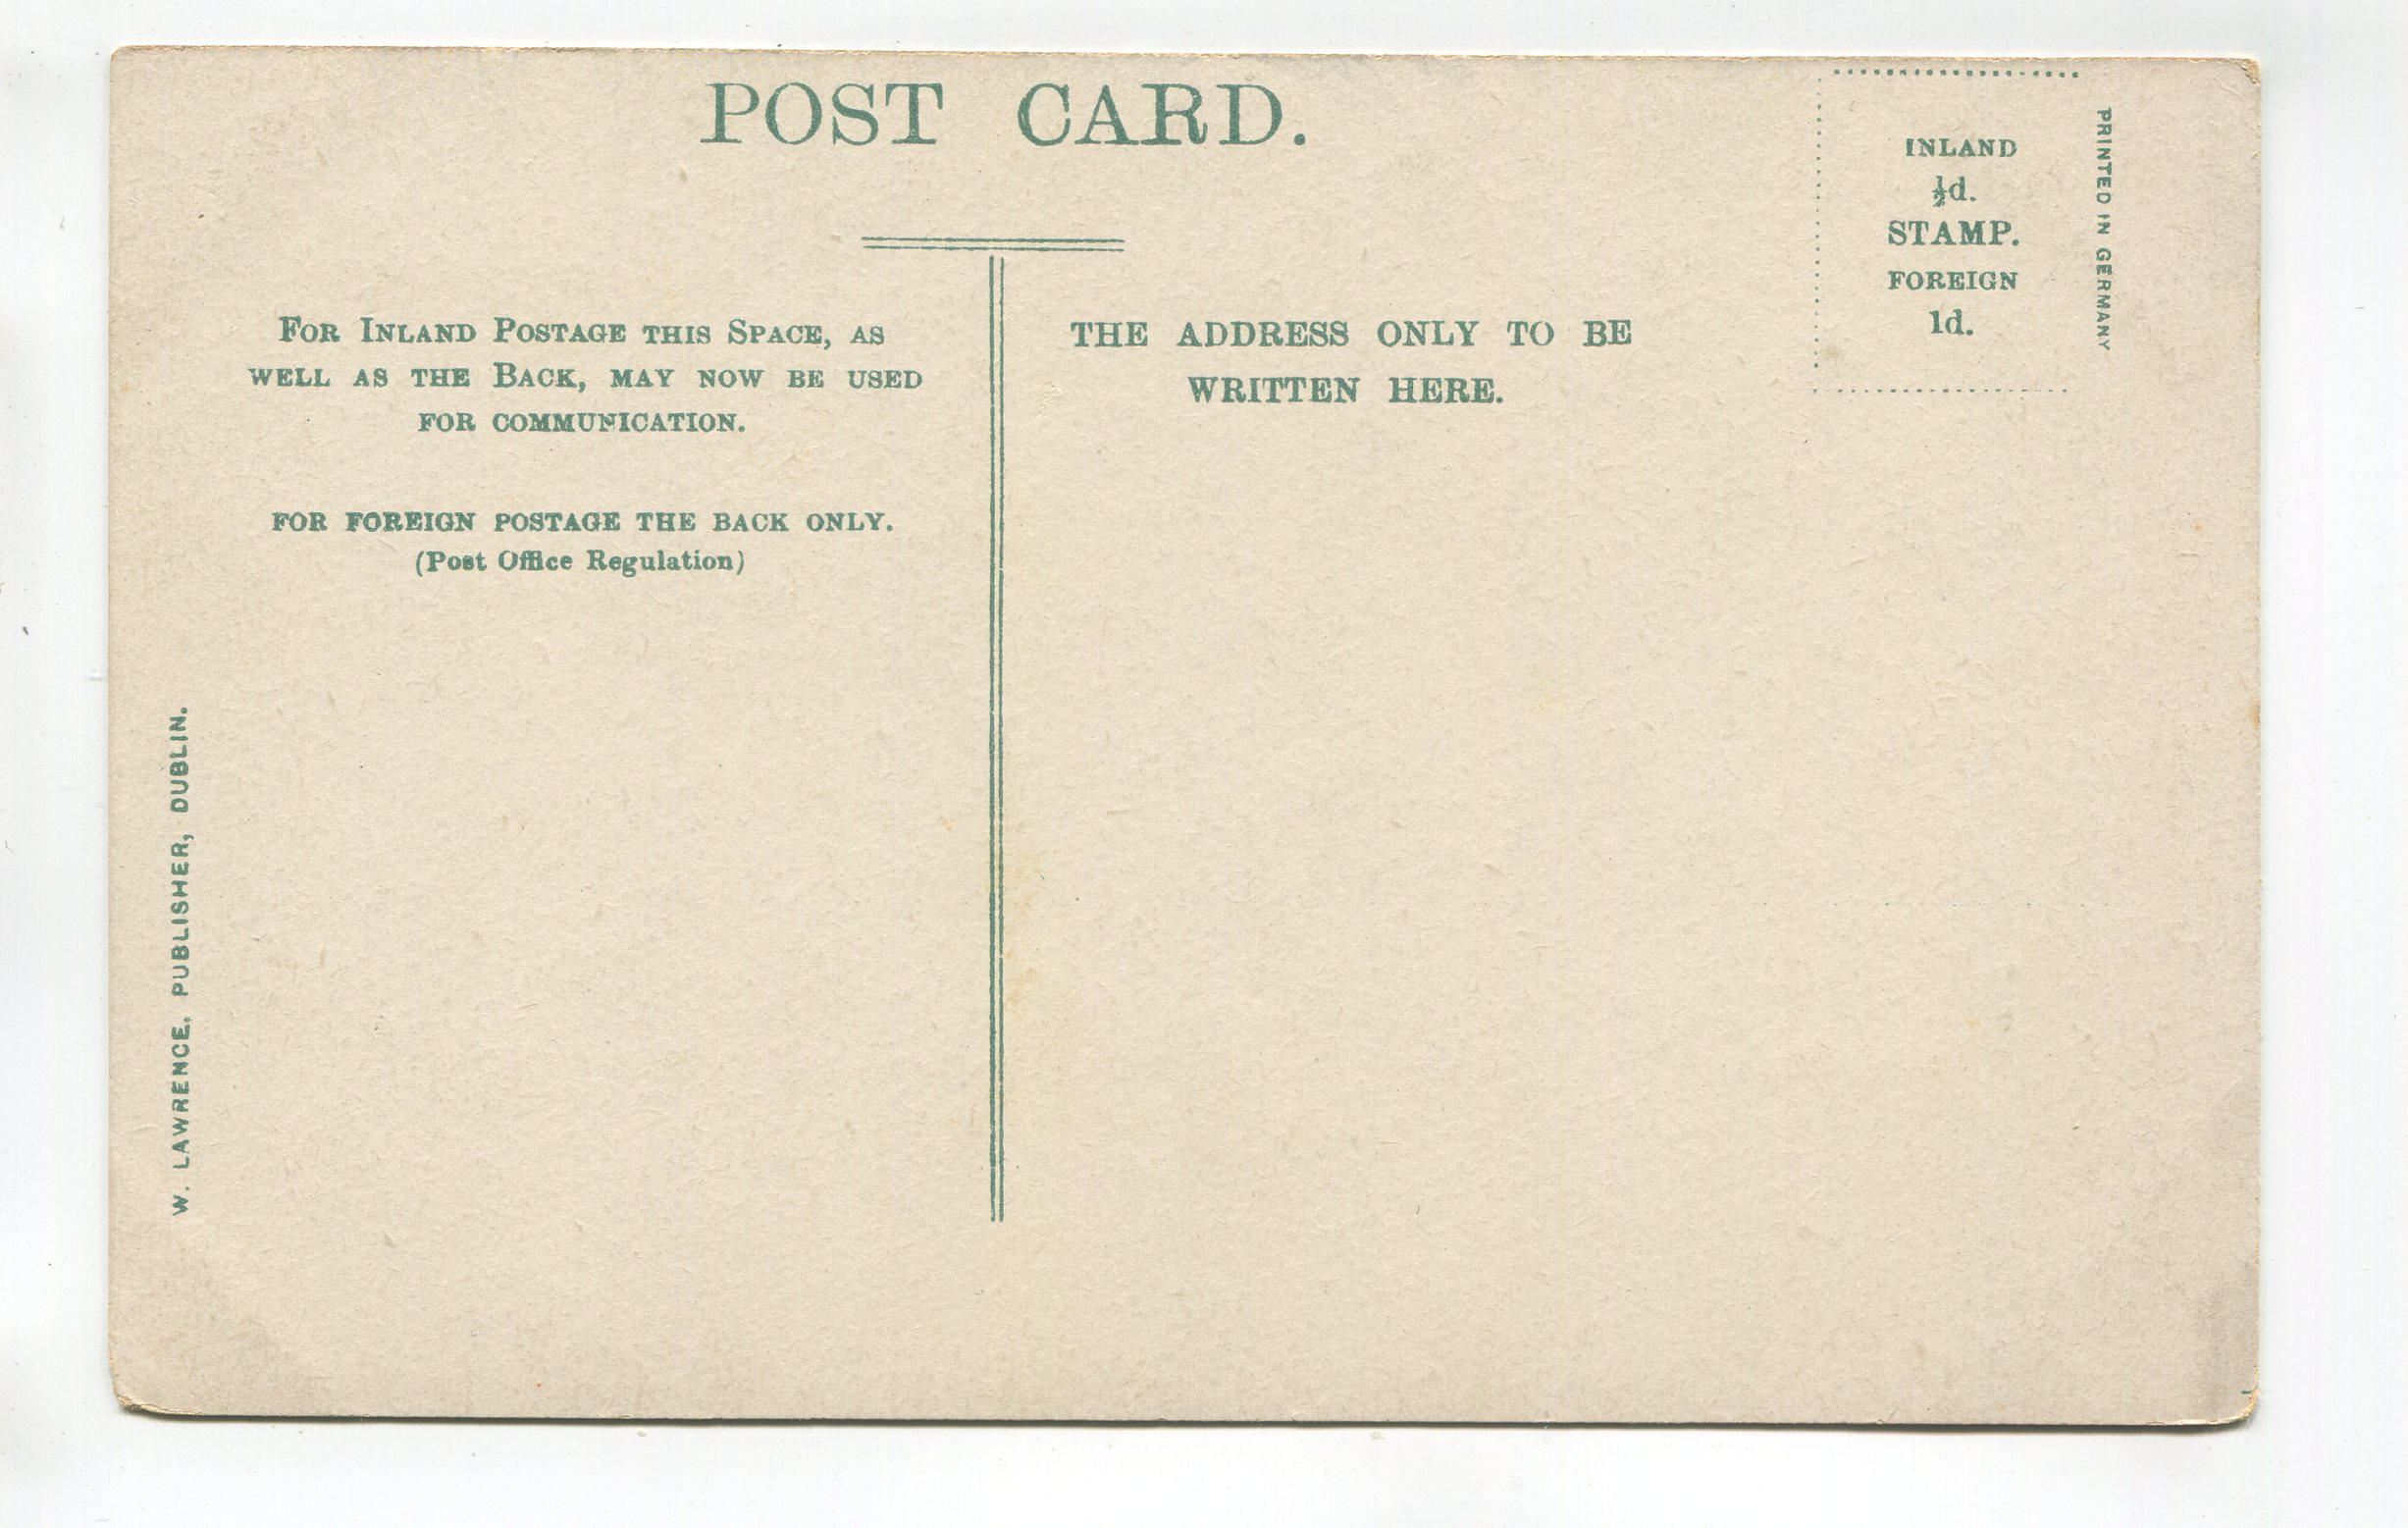 POST CARD.
INLAND
½d.
STAMP.
FOREIGN
1d.
PRINTED IN GERMANY
FOR INLAND POSTAGE THIS SPACE, AS
WELL AS THE BACK, MAY NOW BE USED
FOR COMMUNICATION.
FOR FOREIGN POSTAGE THE BACK ONLY.
(Post Office Regulation)
THE ADDRESS ONLY TO BE
WRITTEN HERE.
W. LAWRENCE, PUBLISHER, DUBLIN.